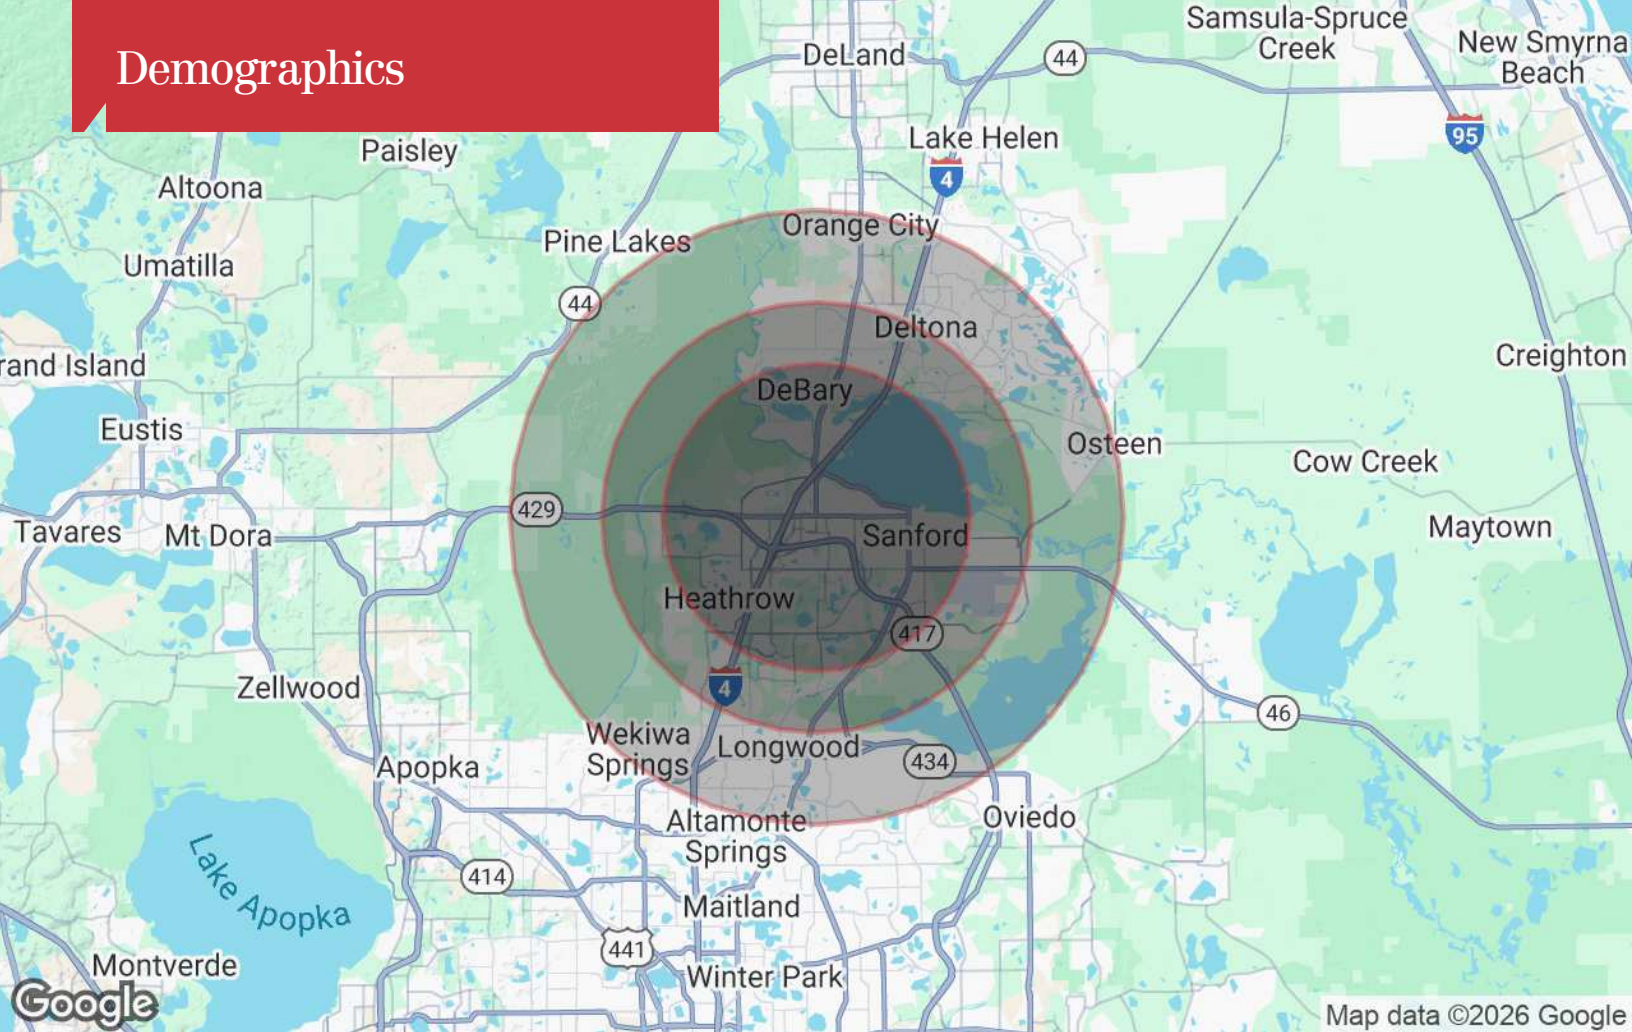 Demographics
Samsula-Spruce
Creek
New Smyrna
Beach
DeLand
44
95
Lake Helen
Paisley
4
Altoona
Orange City
Pine Lakes
Umatilla
44
Deltona
rand Island
Creighton
DeBary
Eustis
Osteen
Cow Creek
429
Tavares
Mt Dora
Sanford
Maytown
Heathrow
417
Zellwood
4
46
Wekiwa
Springs
Longwood
434
Apopka
Altamonte
Springs
Oviedo
Lake Apopka
414
Maitland
441
Montverde
Winter Park
Google
Map data ©2026 Google